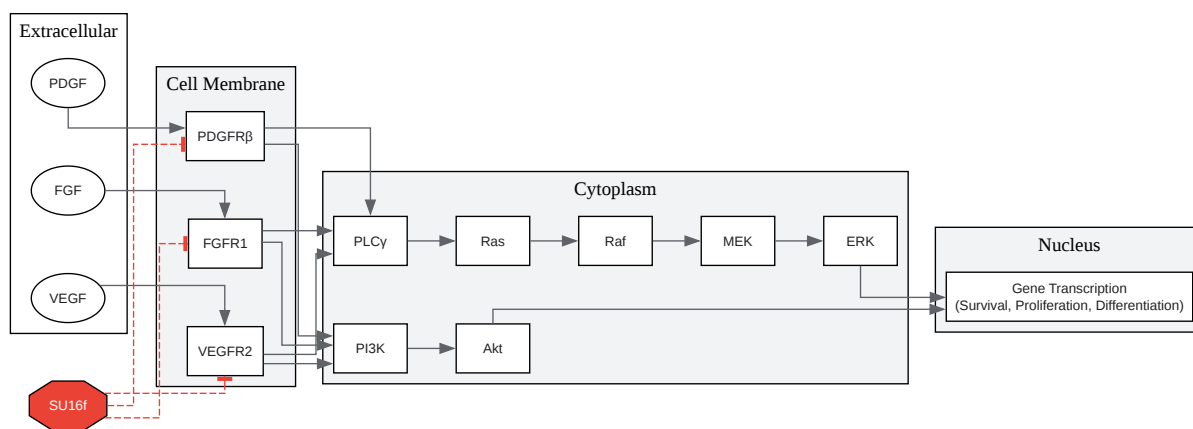 Extracellular
PDGF
FGF
VEGF
SU16f
Cell Membrane
PDGFRβ
FGFR1
VEGFR2
Cytoplasm
PLCγ
Ras
Raf
MEK
ERK
PI3K
Akt
Nucleus
Gene Transcription
(Survival, Proliferation, Differentiation)